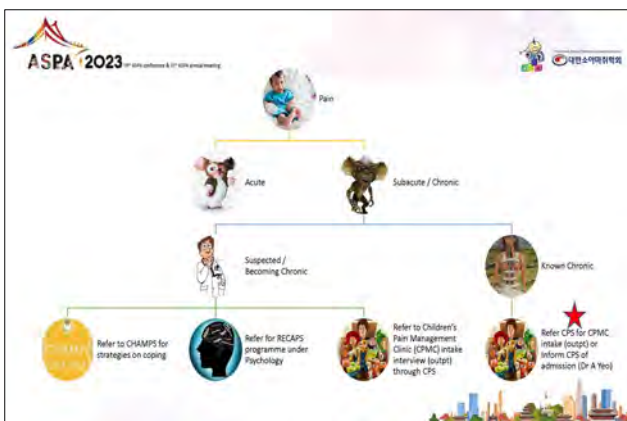 ASPA 2023
대한소아마취학회
Pain
Acute
Subacute / Chronic
Suspected /
Becoming Chronic
Known Chronic
Refer to CHAMPS for
strategies on coping
Refer for RECAPS
programme under
Psychology
Refer to Children's
Pain Management
Clinic (CPMC) intake
interview (outpt)
through CPS
Refer CPS for CPMC
intake (outpt) or
Inform CPS of
admission (Dr A Yeo)